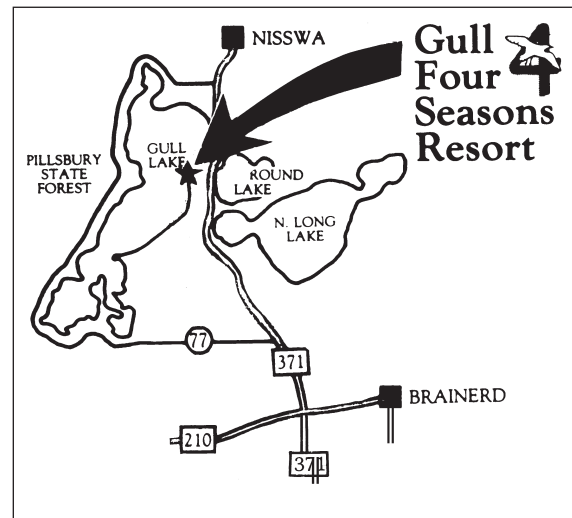 NISSWA
Gull 4
Four
Seasons
Resort
GULL
LAKE
PILLSBURY
STATE
FOREST
ROUND
LAKE
N. LONG
LAKE
77
371
BRAINERD
210
371